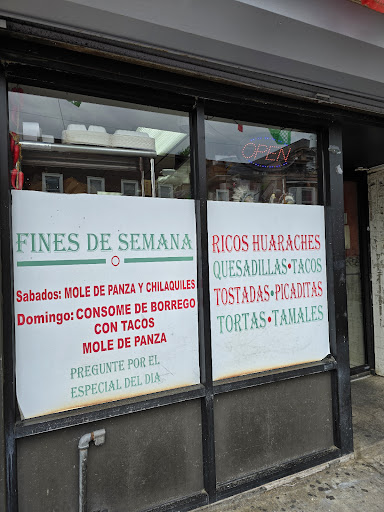 OPEN
FINES DE SEMANA
Sabados: MOLE DE PANZA Y CHILAQUILES
Domingo: CONSOME DE BORREGO
CON TACOS
MOLE DE PANZA
PREGUNTE POR EL
ESPECIAL DEL DIA
RICOS HUARACHES
QUESADILLAS•TACOS
TOSTADAS•PICADITAS
TORTAS•TAMALES